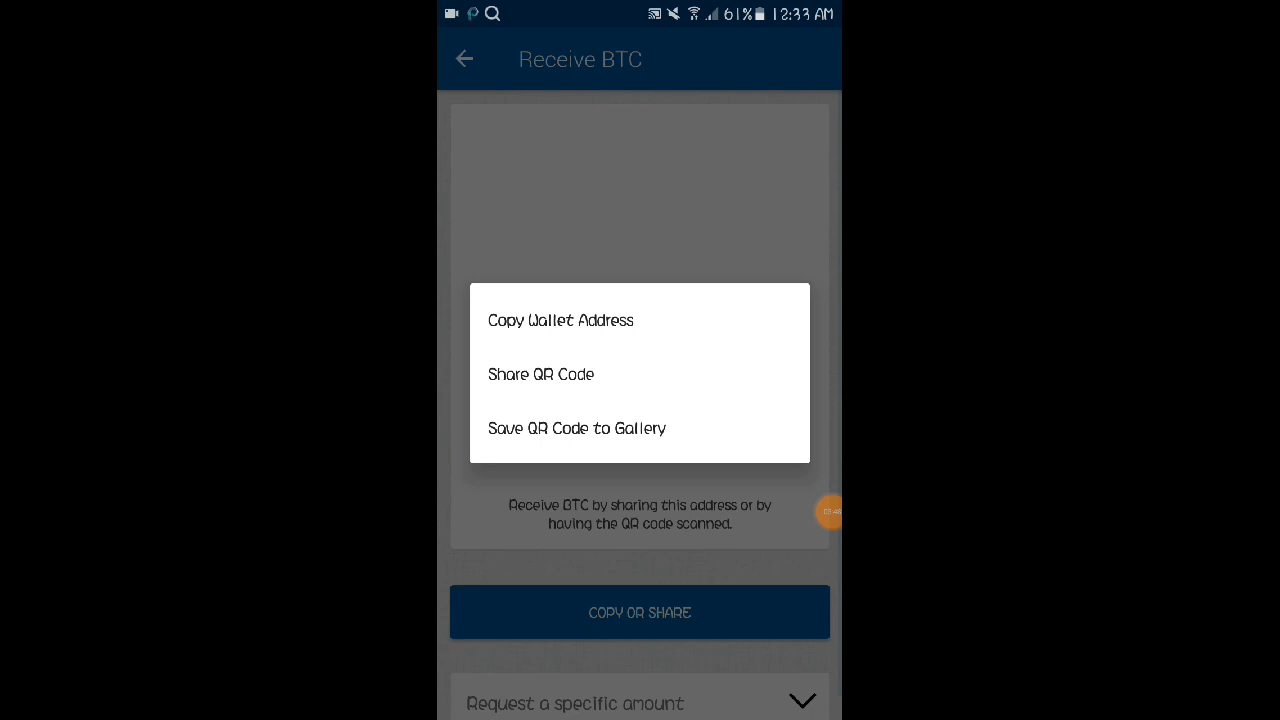 61% 12:33 AM
Receive BTC
Copy Wallet Address
Share QR Code
Save QR Code to Gallery
Receive BTC by sharing this address or by
having the QR code scanned.
COPY OR SHARE
Request a specific amount